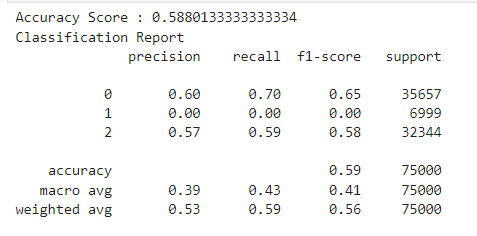 Accuracy Score : 0.5880133333333334
Classification Report
precision recall f1-score support
0 0.60 0.70 0.65 35657
1 0.00 0.00 0.00 6999
2 0.57 0.59 0.58 32344
accuracy 0.59 75000
macro avg 0.39 0.43 0.41 75000
weighted avg 0.53 0.59 0.56 75000